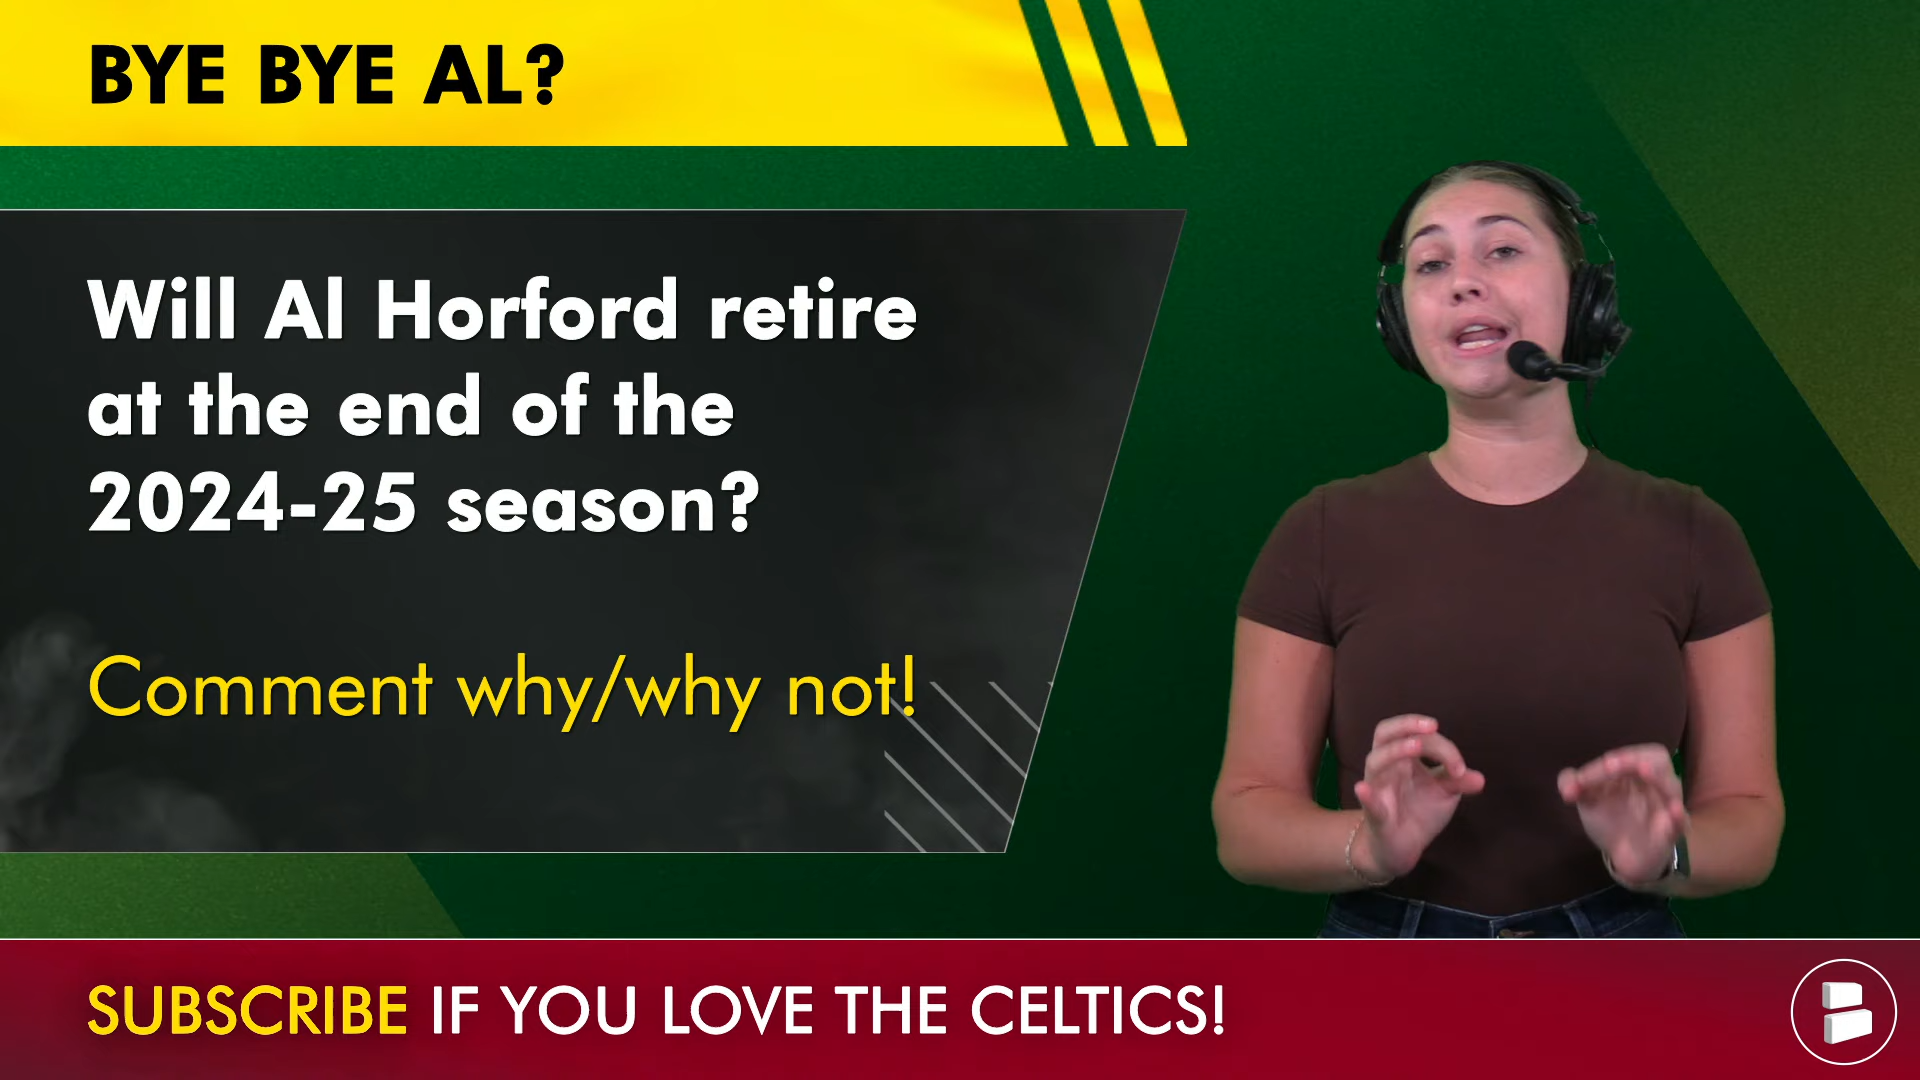 BYE BYE AL?
Will Al Horford retire
at the end of the
2024-25 season?
Comment why/why not!
SUBSCRIBE IF YOU LOVE THE CELTICS!